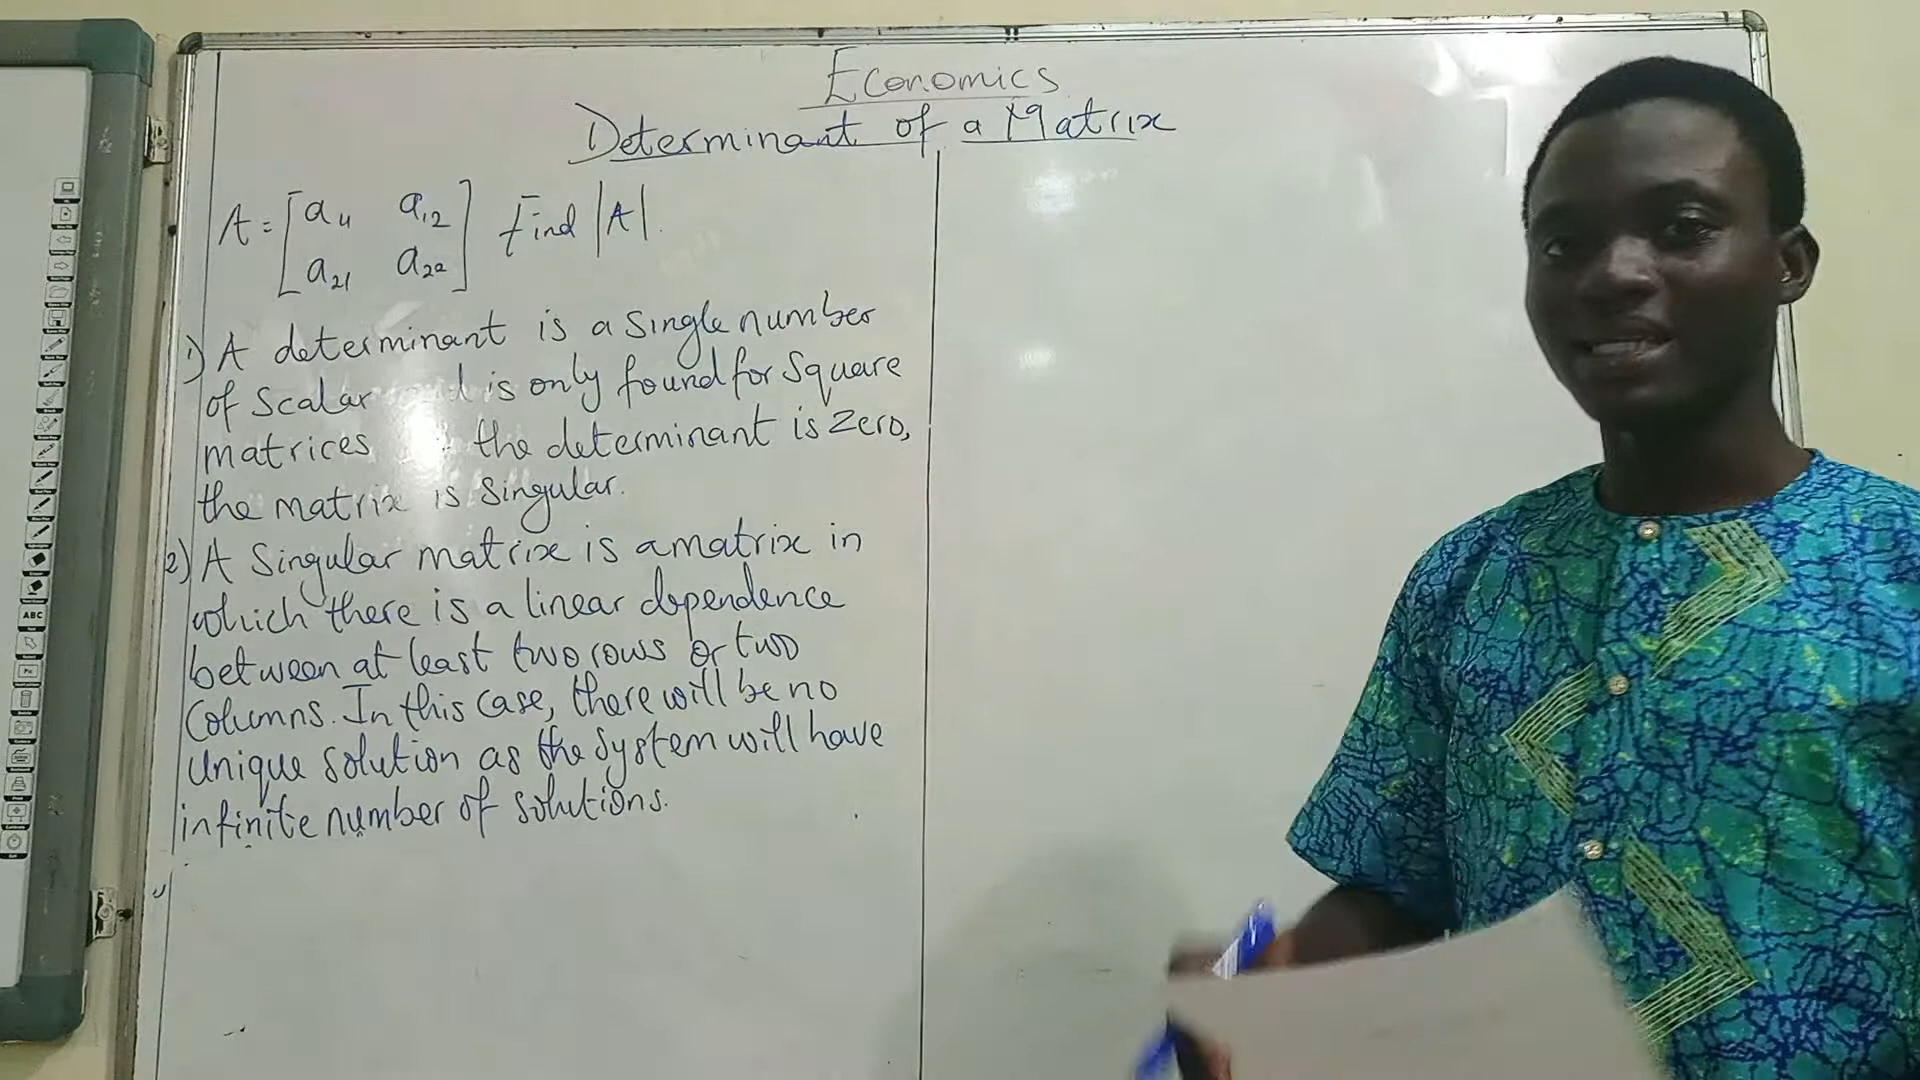 Economics
Determinant of a Matrix
A = [a11 a12
a21 a22] find |A|.
1) A determinant is a single number
of scalar is only found for square
matrices the determinant is zero,
the matrix is singular.
2) A singular matrix is a matrix in
which there is a linear dependence
between at least two rows or two
columns. In this case, there will be no
unique solution as the system will have
infinite number of solutions.
ABC